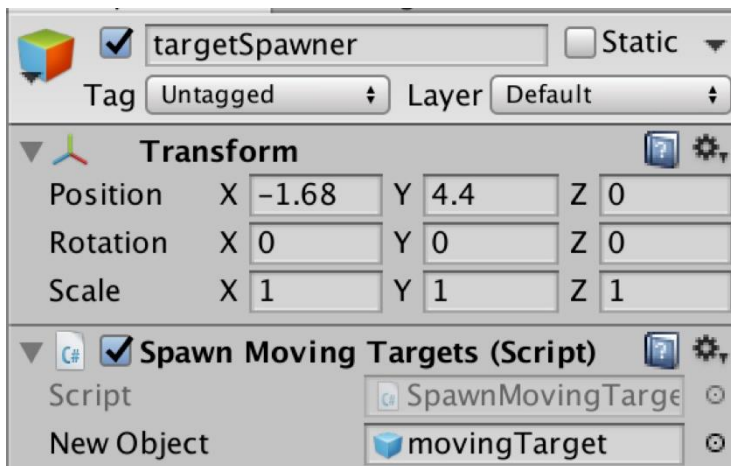 targetSpawner Static
Tag Untagged Layer Default
Transform
Position X -1.68 Y 4.4 Z 0
Rotation X 0 Y 0 Z 0
Scale X 1 Y 1 Z 1
C# Spawn Moving Targets (Script)
Script SpawnMovingTarge
New Object movingTarget